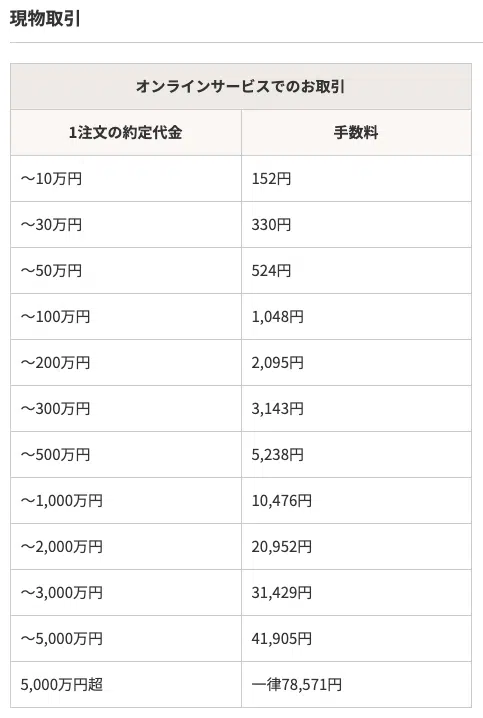 現物取引
オンラインサービスでのお取引
1注文の約定代金 手数料
〜10万円 152円
〜30万円 330円
〜50万円 524円
〜100万円 1,048円
〜200万円 2,095円
〜300万円 3,143円
〜500万円 5,238円
〜1,000万円 10,476円
〜2,000万円 20,952円
〜3,000万円 31,429円
〜5,000万円 41,905円
5,000万円超 一律78,571円